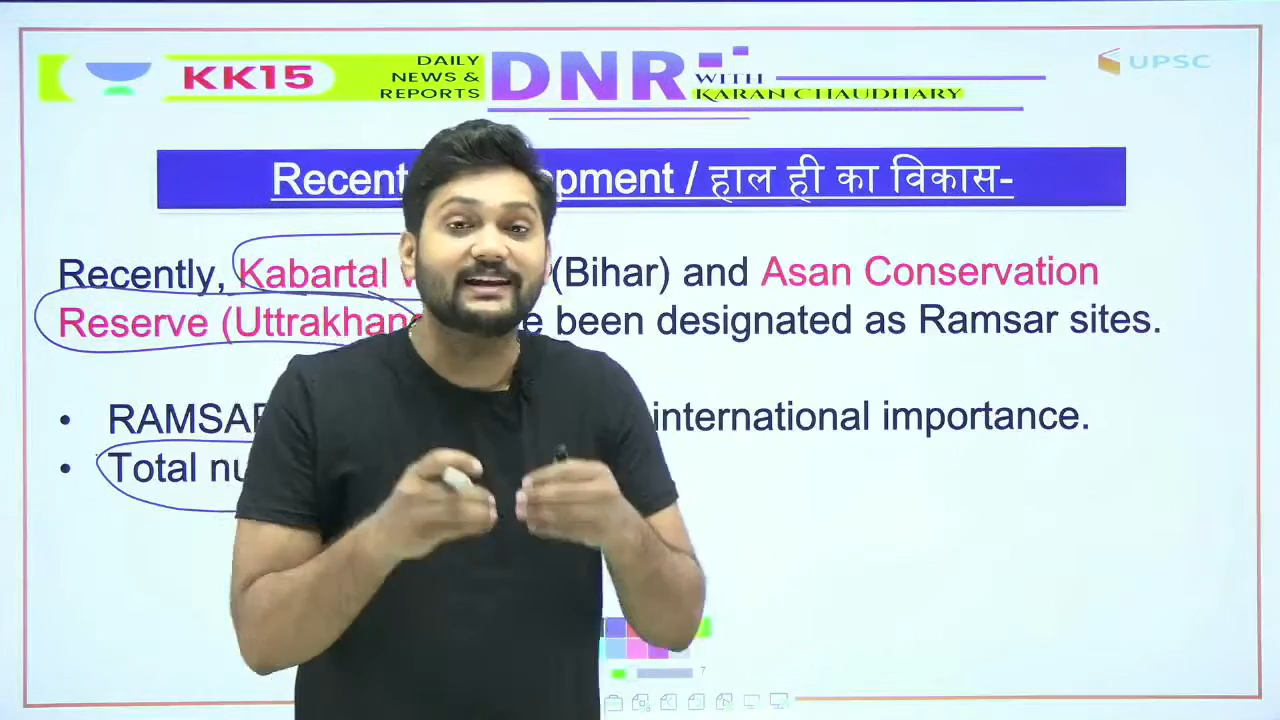 KK15
DAILY
NEWS &
REPORTS
DNR
WITH
KARAN CHAUDHARY
UPSC
Recent pment / हाल ही का विकास-
Recently, Kabartal (Bihar) and Asan Conservation
Reserve (Uttrakhan been designated as Ramsar sites.
• RAMSAR international importance.
• Total nu
7